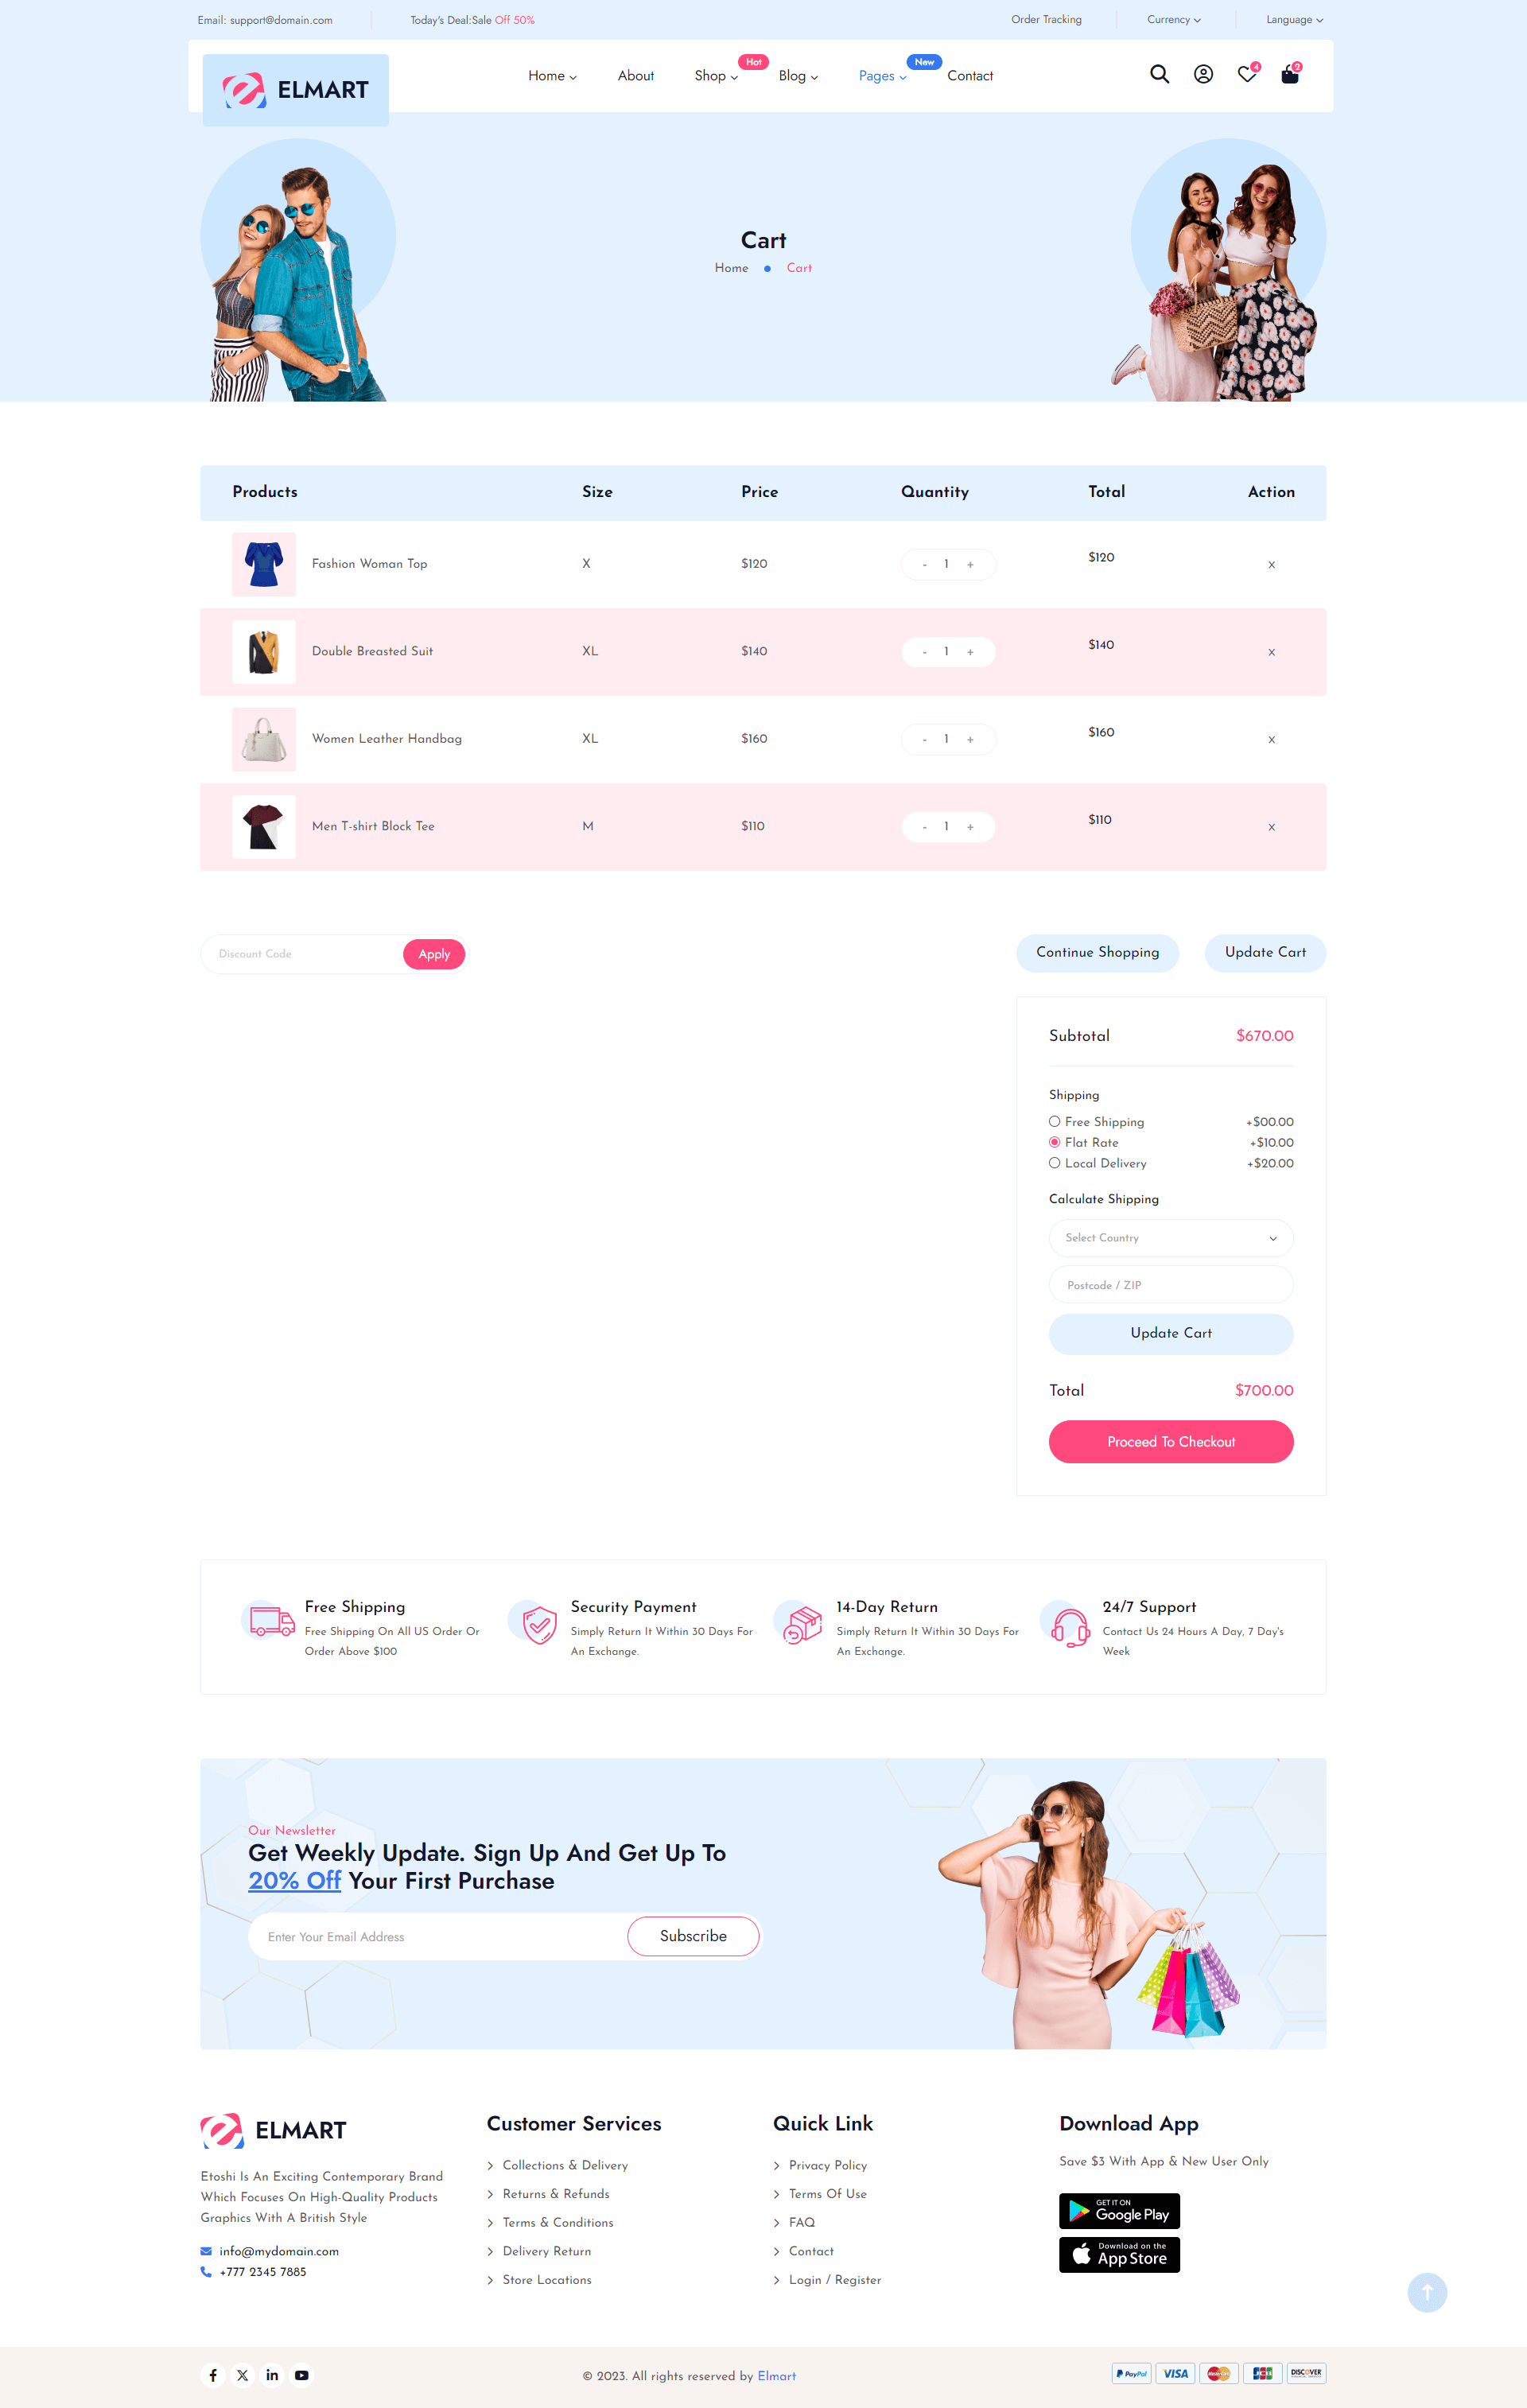 Email: support@domain.com
Today's Deal:Sale Off 50%
Order Tracking
Currency
Language
ELMART
Home
About
Shop
Hot
Blog
Pages
New
Contact
4
2
Cart
Home
Cart
Products Size Price Quantity Total Action
Fashion Woman Top X $120 - 1 + $120 x
Double Breasted Suit XL $140 - 1 + $140 x
Women Leather Handbag XL $160 - 1 + $160 x
Men T-shirt Block Tee M $110 - 1 + $110 x
Discount Code
Apply
Continue Shopping
Update Cart
Subtotal $670.00
Shipping
Free Shipping +$00.00
Flat Rate +$10.00
Local Delivery +$20.00
Calculate Shipping
Select Country
Postcode / ZIP
Update Cart
Total $700.00
Proceed To Checkout
Free Shipping
Free Shipping On All US Order Or
Order Above $100
Security Payment
Simply Return It Within 30 Days For
An Exchange.
14-Day Return
Simply Return It Within 30 Days For
An Exchange.
24/7 Support
Contact Us 24 Hours A Day, 7 Day's
Week
Our Newsletter
Get Weekly Update. Sign Up And Get Up To
20% Off Your First Purchase
Enter Your Email Address
Subscribe
ELMART
Etoshi Is An Exciting Contemporary Brand
Which Focuses On High-Quality Products
Graphics With A British Style
info@mydomain.com
+777 2345 7885
Customer Services
Collections & Delivery
Returns & Refunds
Terms & Conditions
Delivery Return
Store Locations
Quick Link
Privacy Policy
Terms Of Use
FAQ
Contact
Login / Register
Download App
Save $3 With App & New User Only
GET IT ON
Google Play
Download on the
App Store
© 2023. All rights reserved by Elmart
PayPal
VISA
MasterCard
JCB
DISCOVER